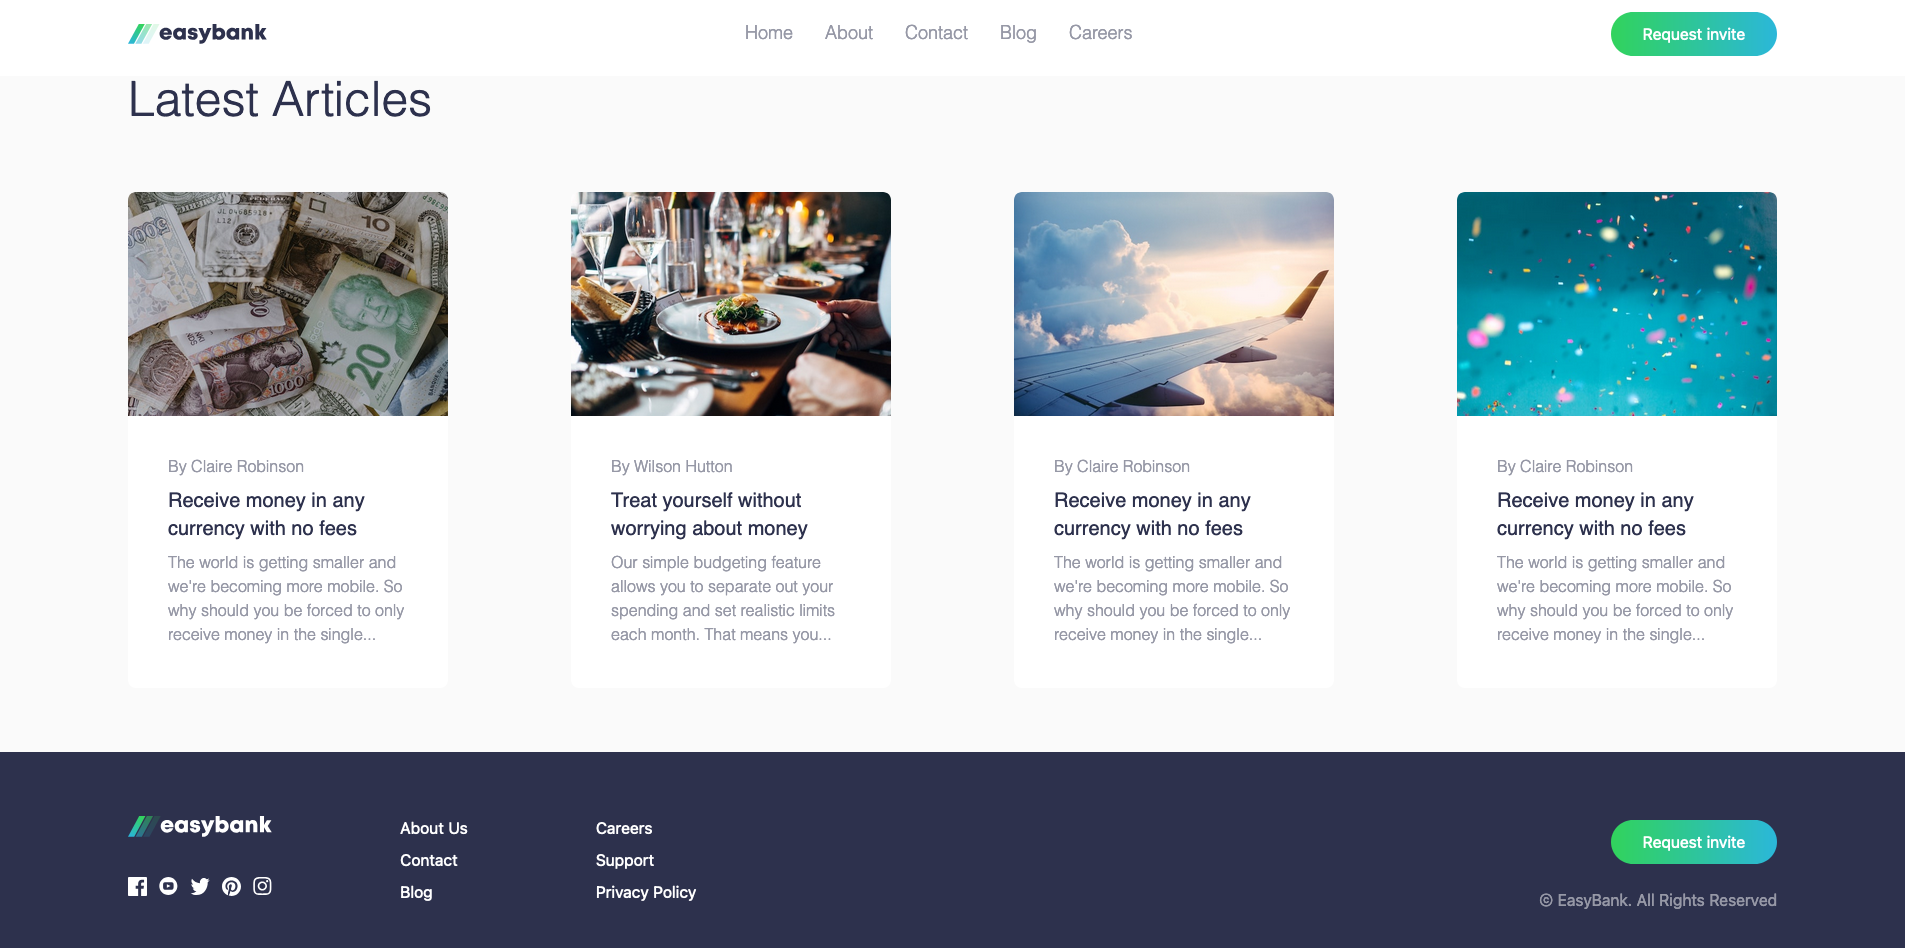 easybank
Home About Contact Blog Careers
Request invite
Latest Articles
By Claire Robinson
Receive money in any
currency with no fees
The world is getting smaller and
we're becoming more mobile. So
why should you be forced to only
receive money in the single...
By Wilson Hutton
Treat yourself without
worrying about money
Our simple budgeting feature
allows you to separate out your
spending and set realistic limits
each month. That means you...
By Claire Robinson
Receive money in any
currency with no fees
The world is getting smaller and
we're becoming more mobile. So
why should you be forced to only
receive money in the single...
By Claire Robinson
Receive money in any
currency with no fees
The world is getting smaller and
we're becoming more mobile. So
why should you be forced to only
receive money in the single...
easybank
About Us
Contact
Blog
Careers
Support
Privacy Policy
Request invite
© EasyBank. All Rights Reserved